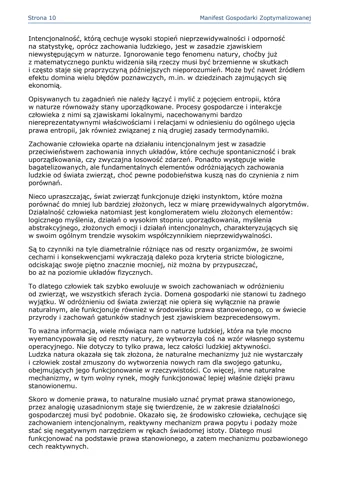 Strona 10 Manifest Gospodarki Zoptymalizowanej
Intencjonalność, którą cechuje wysoki stopień nieprzewidywalności i odporność
na statystykę, oprócz zachowania ludzkiego, jest w zasadzie zjawiskiem
niewystępującym w naturze. Ignorowanie tego fenomenu natury, choćby już
z matematycznego punktu widzenia siłą rzeczy musi być brzemienne w skutkach
i często staje się praprzyczyną późniejszych nieporozumień. Może być nawet źródłem
efektu domina wielu błędów poznawczych, m.in. w dziedzinach zajmujących się
ekonomią.
Opisywanych tu zagadnień nie należy łączyć i mylić z pojęciem entropii, która
w naturze równoważy stany uporządkowane. Procesy gospodarcze i interakcje
człowieka z nimi są zjawiskami lokalnymi, nacechowanymi bardzo
niereprezentatywnymi właściwościami i relacjami w odniesieniu do ogólnego ujęcia
prawa entropii, jak również związanej z nią drugiej zasady termodynamiki.
Zachowanie człowieka oparte na działaniu intencjonalnym jest w zasadzie
przeciwieństwem zachowania innych układów, które cechuje spontaniczność i brak
uporządkowania, czy zwyczajna losowość zdarzeń. Ponadto występuje wiele
bagatelizowanych, ale fundamentalnych elementów odróżniających zachowania
ludzkie od świata zwierząt, choć pewne podobieństwa kuszą nas do czynienia z nim
porównań.
Nieco upraszczając, świat zwierząt funkcjonuje dzięki instynktom, które można
porównać do mniej lub bardziej złożonych, lecz w miarę przewidywalnych algorytmów.
Działalność człowieka natomiast jest konglomeratem wielu złożonych elementów:
logicznego myślenia, działań o wysokim stopniu uporządkowania, myślenia
abstrakcyjnego, złożonych emocji i działań intencjonalnych, charakteryzujących się
w swoim ogólnym trendzie wysokim współczynnikiem nieprzewidywalności.
Są to czynniki na tyle diametralnie różniące nas od reszty organizmów, że swoimi
cechami i konsekwencjami wykraczają daleko poza kryteria stricte biologiczne,
odciskając swoje piętno znacznie mocniej, niż można by przypuszczać,
bo aż na poziomie układów fizycznych.
To dlatego człowiek tak szybko ewoluuje w swoich zachowaniach w odróżnieniu
od zwierząt, we wszystkich sferach życia. Domena gospodarki nie stanowi tu żadnego
wyjątku. W odróżnieniu od świata zwierząt nie opiera się wyłącznie na prawie
naturalnym, ale funkcjonuje również w środowisku prawa stanowionego, co w świecie
przyrody i zachowań gatunków stadnych jest zjawiskiem bezprecedensowym.
To ważna informacja, wiele mówiąca nam o naturze ludzkiej, która na tyle mocno
wyemancypowała się od reszty natury, że wytworzyła coś na wzór własnego systemu
operacyjnego. Nie dotyczy to tylko prawa, lecz całości ludzkiej aktywności.
Ludzka natura okazała się tak złożona, że naturalne mechanizmy już nie wystarczały
i człowiek został zmuszony do wytworzenia nowych ram dla swojego gatunku,
obejmujących jego funkcjonowanie w rzeczywistości. Co więcej, inne naturalne
mechanizmy, w tym wolny rynek, mogły funkcjonować lepiej właśnie dzięki prawu
stanowionemu.
Skoro w domenie prawa, to naturalne musiało uznać prymat prawa stanowionego,
przez analogię uzasadnionym staje się twierdzenie, że w zakresie działalności
gospodarczej musi być podobnie. Okazało się, że środowisko człowieka, cechujące się
zachowaniem intencjonalnym, reaktywny mechanizm prawa popytu i podaży może
stać się negatywnym narzędziem w rękach świadomej istoty. Dlatego musi
funkcjonować na podstawie prawa stanowionego, a zatem mechanizmu pozbawionego
cech reaktywnych.